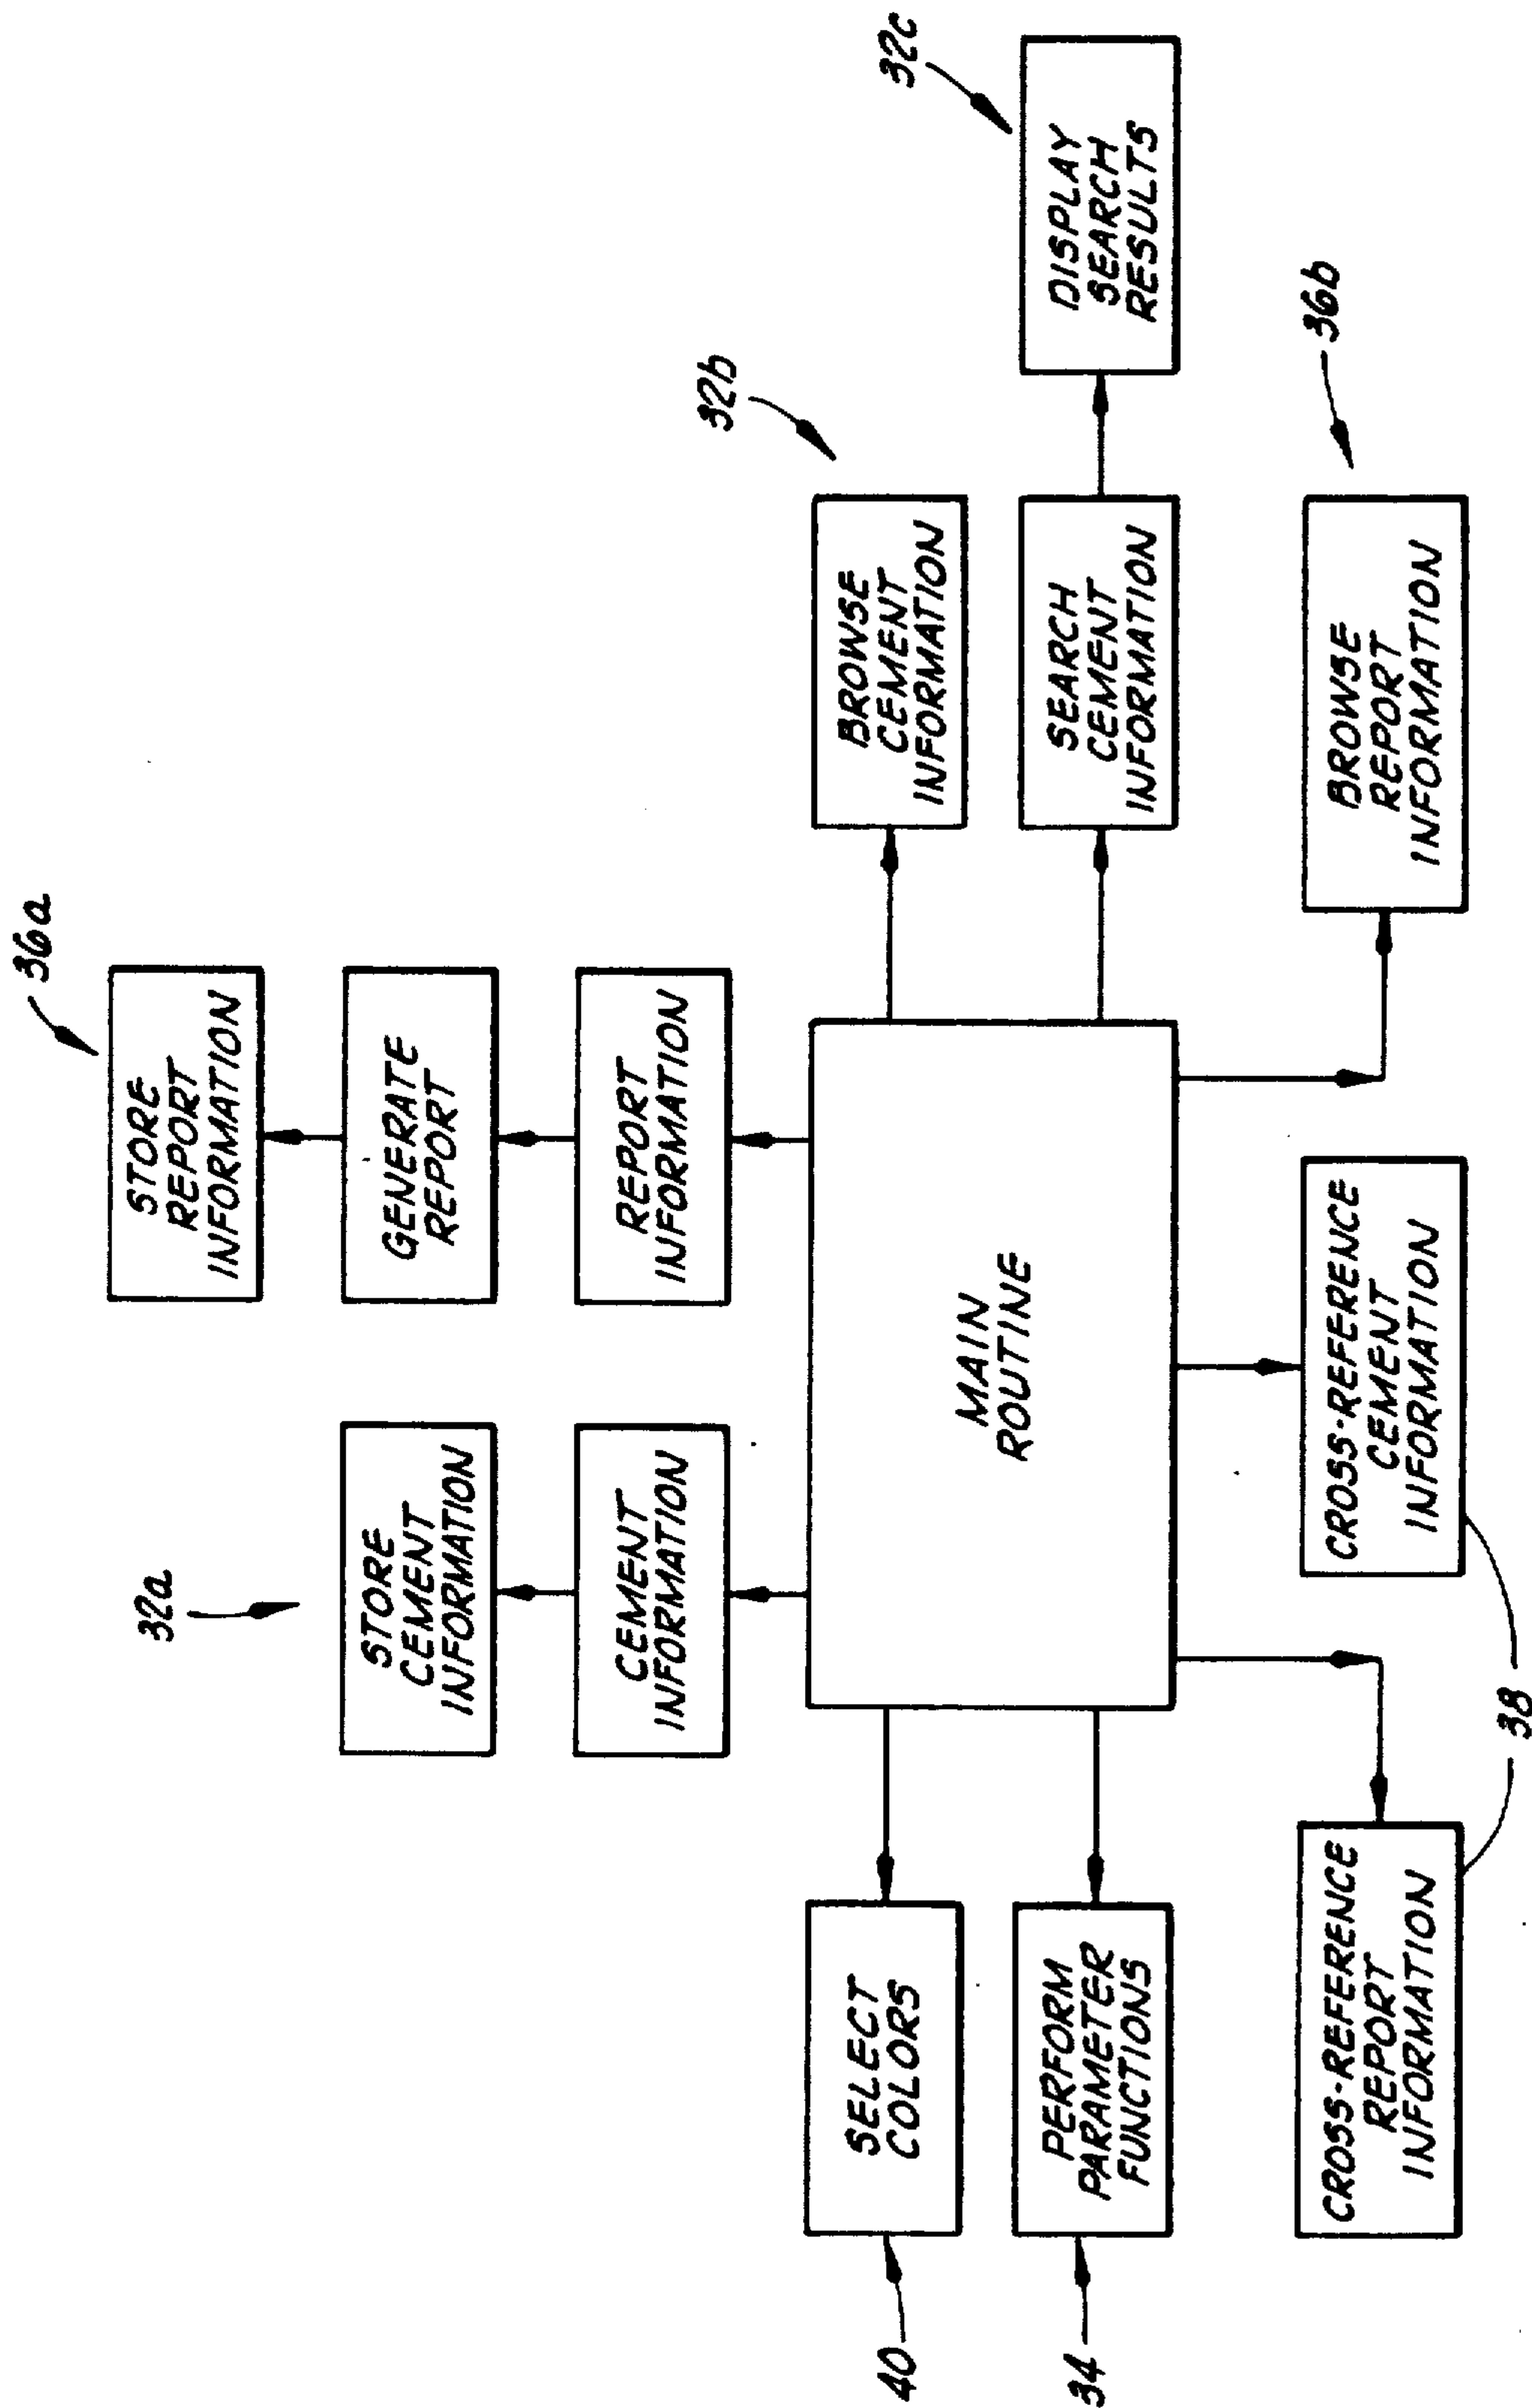 36a
STORE
REPORT
INFORMATION
32a
STORE
CEMENT
INFORMATION
GENERATE
REPORT
CEMENT
INFORMATION
REPORT
INFORMATION
32b
32c
40
SELECT
COLORS
MAIN
ROUTINE
BROWSE
CEMENT
INFORMATION
34
PERFORM
PARAMETER
FUNCTIONS
SEARCH
CEMENT
INFORMATION
DISPLAY
SEARCH
RESULTS
CROSS-REFERENCE
REPORT
INFORMATION
CROSS-REFERENCE
CEMENT
INFORMATION
BROWSE
REPORT
INFORMATION
36b
38